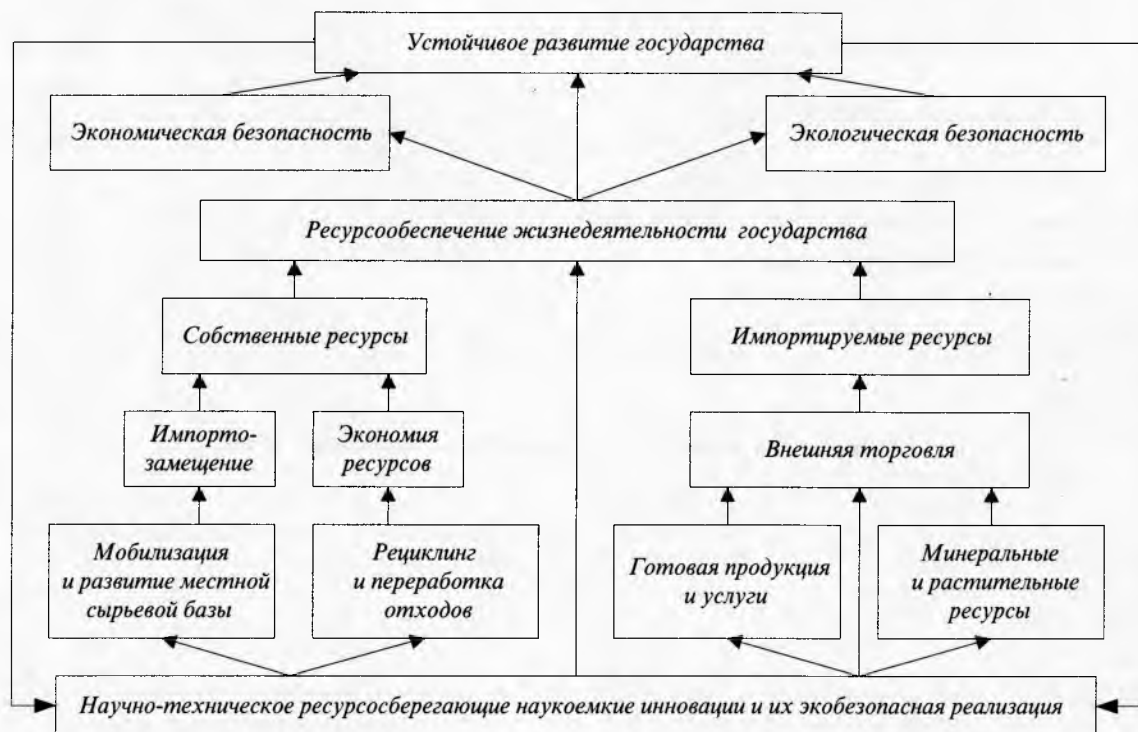 Устойчивое развитие государства
Экономическая безопасность
Экологическая безопасность
Ресурсообеспечение жизнедеятельности государства
Собственные ресурсы
Импортируемые ресурсы
Импорто-
замещение
Экономия
ресурсов
Внешняя торговля
Мобилизация
и развитие местной
сырьевой базы
Рециклинг
и переработка
отходов
Готовая продукция
и услуги
Минеральные
и растительные
ресурсы
Научно-техническое ресурсосберегающие наукоемкие инновации и их экобезопасная реализация